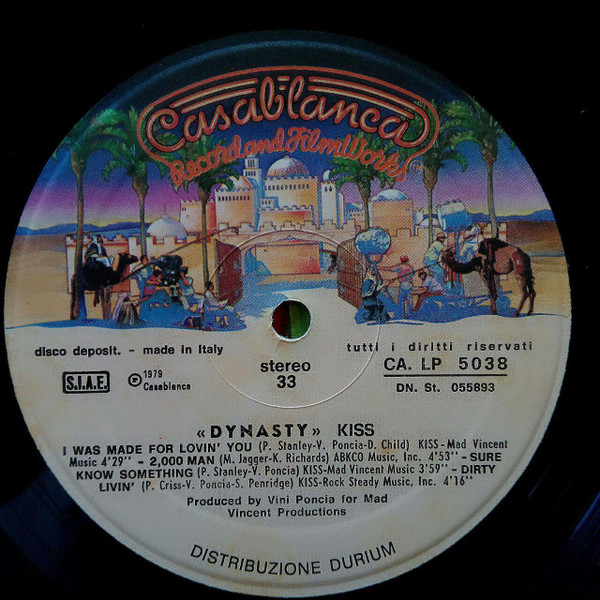 Casablanca
Record and FilmWorks
disco deposit. - made in Italy
tutti i diritti riservati
stereo
33
CA. LP 5038
DN. St. 055893
S.I.A.E.
Ⓟ 1979
Casablanca
«DYNASTY» KISS
I WAS MADE FOR LOVIN' YOU (P. Stanley-V. Poncia-D. Child) KISS-Mad Vincent
Music 4'29" - 2,000 MAN (M. Jagger-K. Richards) ABKCO Music, Inc. 4'53" - SURE
KNOW SOMETHING (P. Stanley-V. Poncia) KISS-Mad Vincent Music 3'59" - DIRTY
LIVIN' (P. Criss-V. Poncia-S. Penridge) KISS-Rock Steady Music, Inc. 4'16"
Produced by Vini Poncia for Mad
Vincent Productions
DISTRIBUZIONE DURIUM